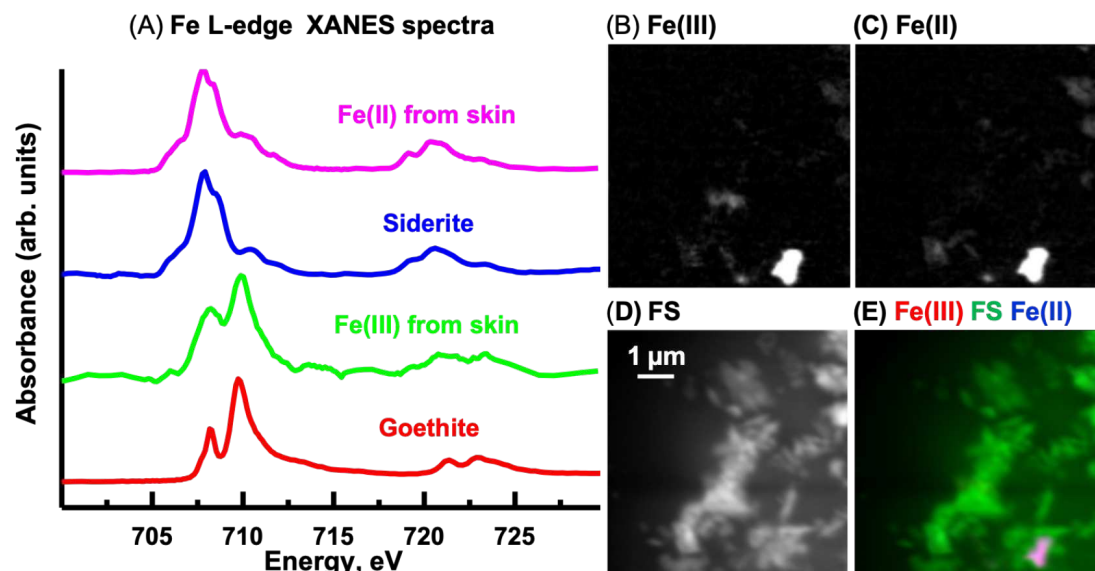 (A) Fe L-edge XANES spectra
Absorbance (arb. units)
Fe(II) from skin
Siderite
Fe(III) from skin
Goethite
705 710 715 720 725
Energy, eV
(B) Fe(III)
(C) Fe(II)
(D) FS
1 µm
(E) Fe(III) FS Fe(II)